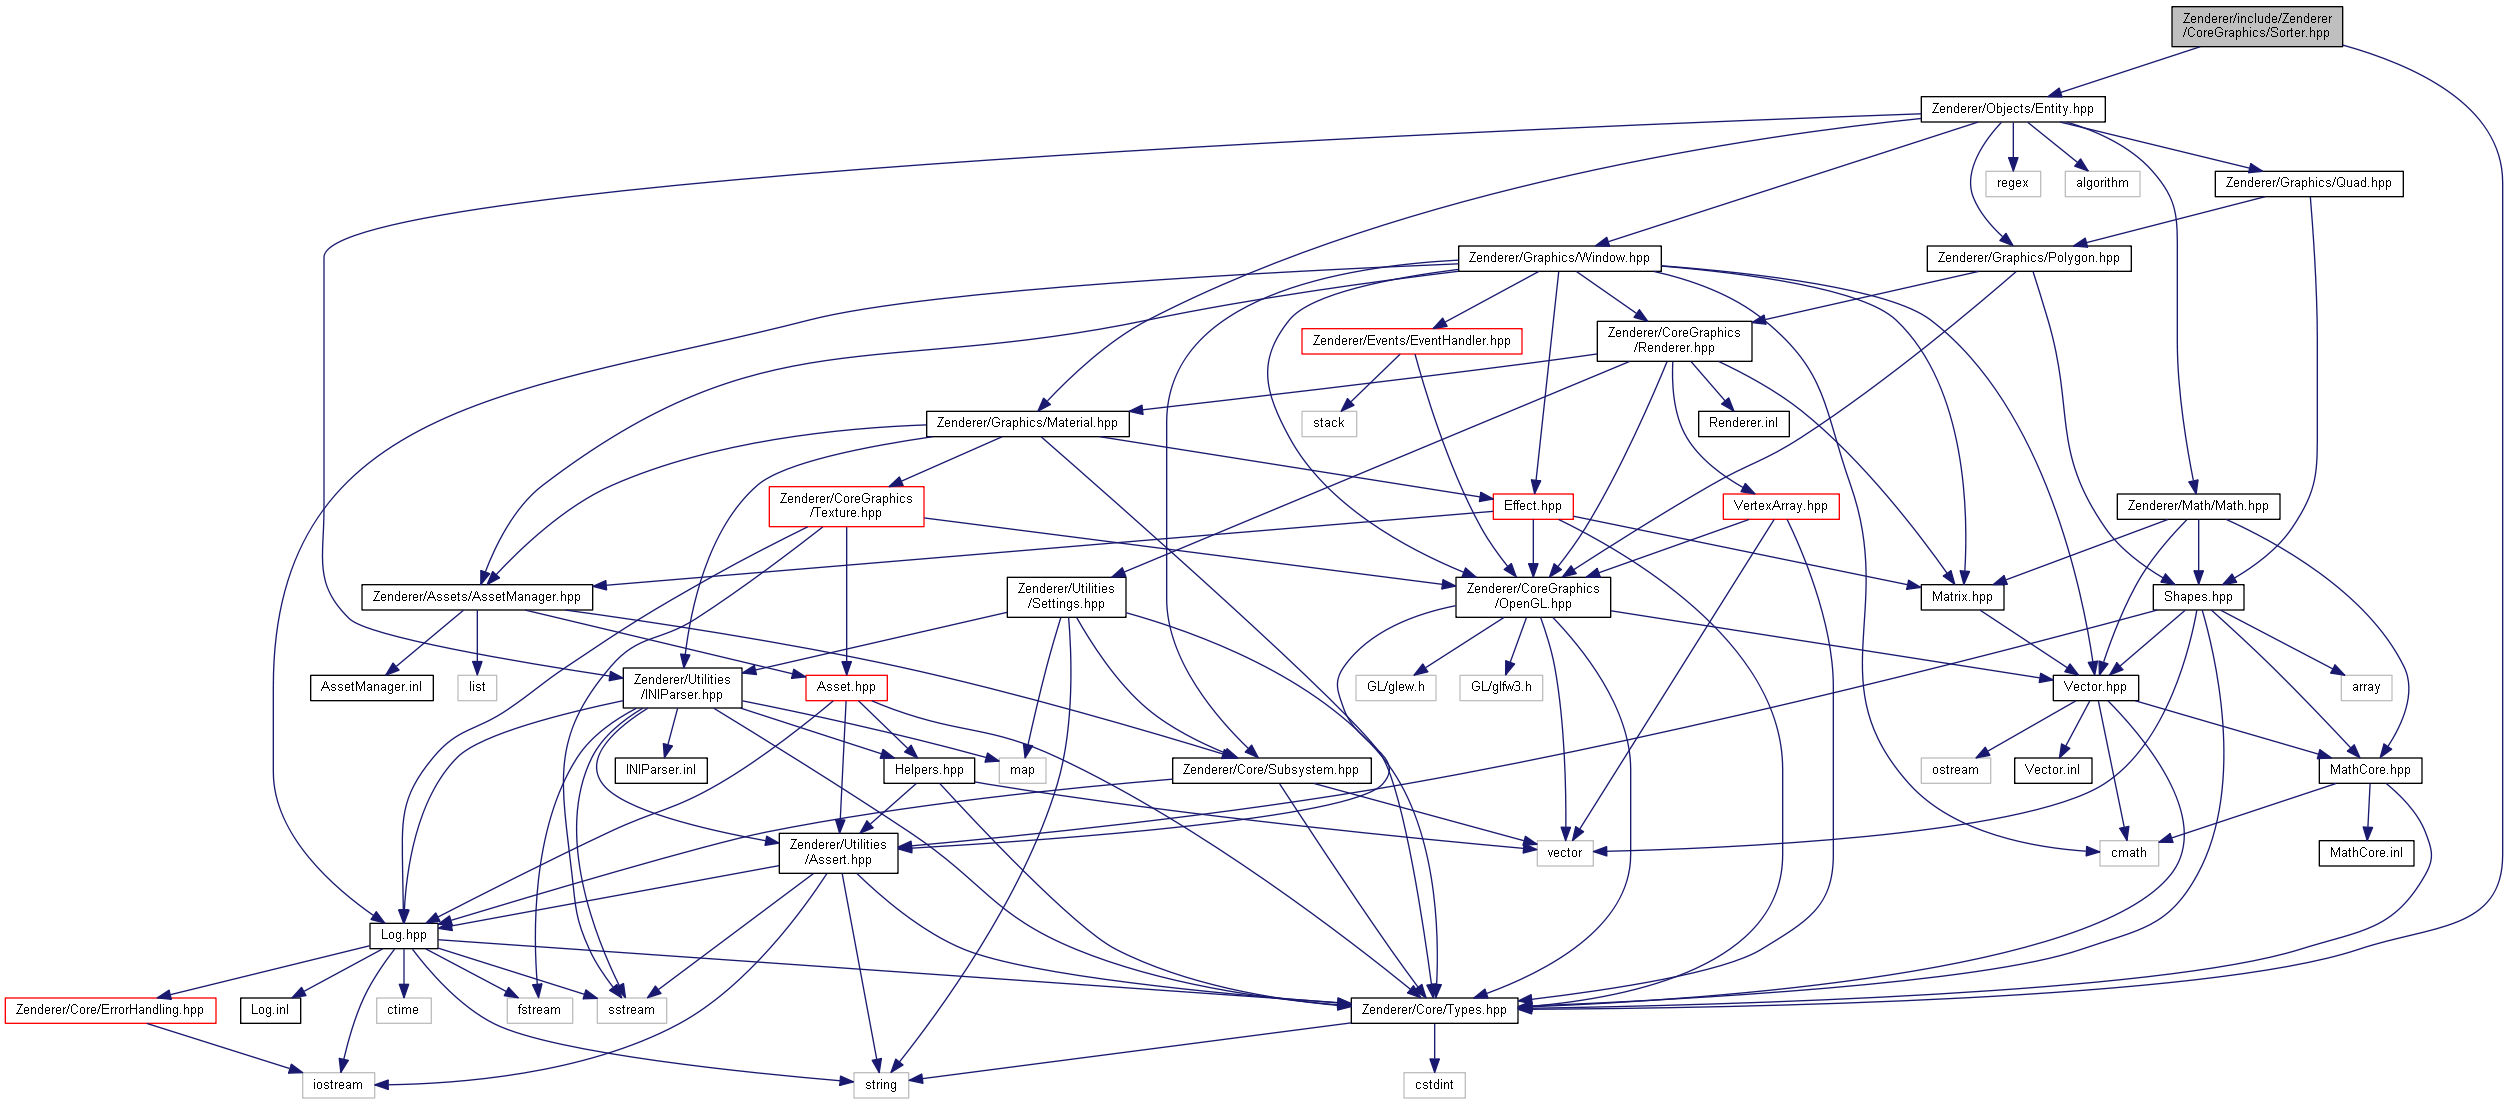 Zenderer/include/Zenderer
/CoreGraphics/Sorter.hpp
Zenderer/Objects/Entity.hpp
regex
algorithm
Zenderer/Graphics/Quad.hpp
Zenderer/Graphics/Window.hpp
Zenderer/Graphics/Polygon.hpp
Zenderer/Events/EventHandler.hpp
Zenderer/CoreGraphics
/Renderer.hpp
Zenderer/Graphics/Material.hpp
stack
Renderer.inl
Zenderer/CoreGraphics
/Texture.hpp
Effect.hpp
VertexArray.hpp
Zenderer/Math/Math.hpp
Zenderer/Assets/AssetManager.hpp
Zenderer/Utilities
/Settings.hpp
Zenderer/CoreGraphics
/OpenGL.hpp
Matrix.hpp
Shapes.hpp
AssetManager.inl
list
Zenderer/Utilities
/INIParser.hpp
Asset.hpp
GL/glew.h
GL/glfw3.h
Vector.hpp
array
INIParser.inl
Helpers.hpp
map
Zenderer/Core/Subsystem.hpp
ostream
Vector.inl
MathCore.hpp
Zenderer/Utilities
/Assert.hpp
vector
cmath
MathCore.inl
Log.hpp
Zenderer/Core/ErrorHandling.hpp
Log.inl
ctime
fstream
sstream
Zenderer/Core/Types.hpp
iostream
string
cstdint